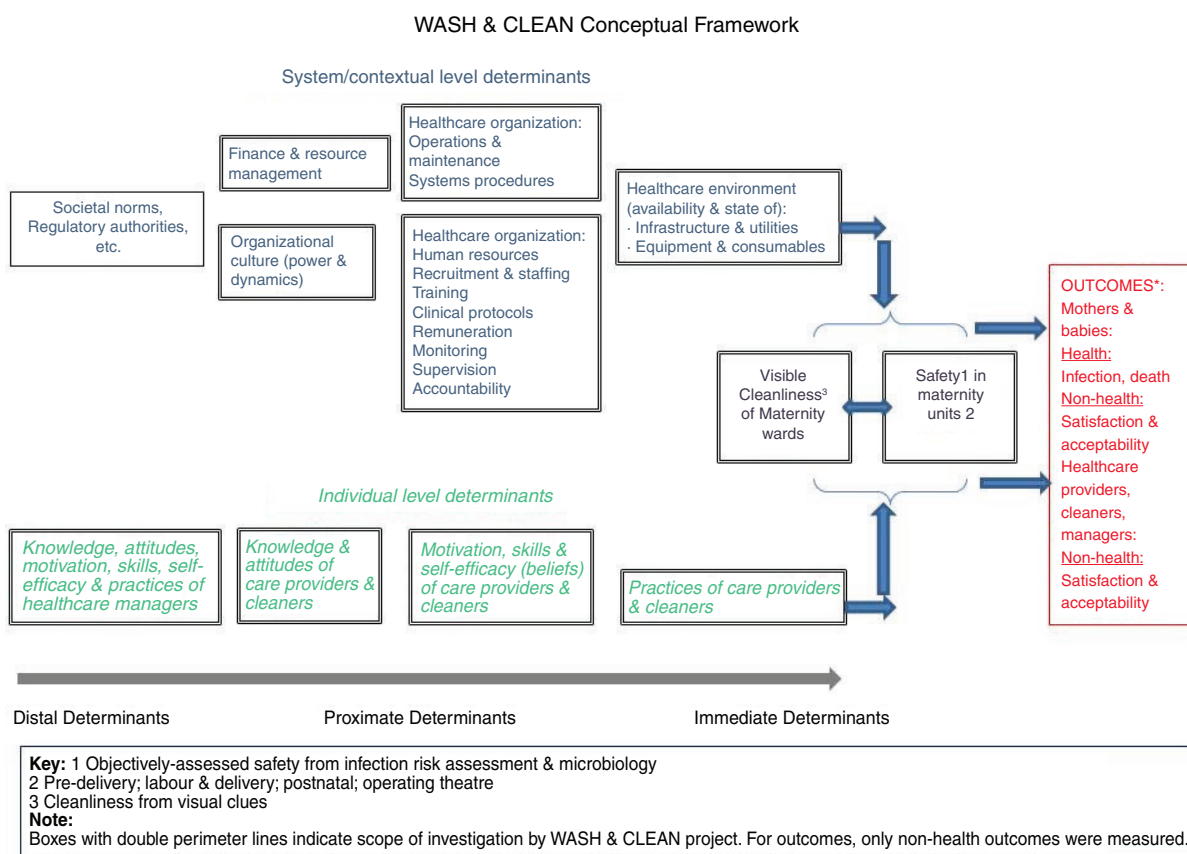 WASH & CLEAN Conceptual Framework
System/contextual level determinants
Societal norms,
Regulatory authorities,
etc.
Finance & resource
management
Organizational
culture (power &
dynamics)
Healthcare organization:
Operations &
maintenance
Systems procedures
Healthcare organization:
Human resources
Recruitment & staffing
Training
Clinical protocols
Remuneration
Monitoring
Supervision
Accountability
Healthcare environment
(availability & state of):
· Infrastructure & utilities
· Equipment & consumables
Visible
Cleanliness³
of Maternity
wards
Safety1 in
maternity
units 2
OUTCOMES*:
Mothers &
babies:
Health:
Infection, death
Non-health:
Satisfaction &
acceptability
Healthcare
providers,
cleaners,
managers:
Non-health:
Satisfaction &
acceptability
Individual level determinants
Knowledge, attitudes,
motivation, skills, self-
efficacy & practices of
healthcare managers
Knowledge &
attitudes of
care providers &
cleaners
Motivation, skills &
self-efficacy (beliefs)
of care providers &
cleaners
Practices of care providers
& cleaners
Distal Determinants
Proximate Determinants
Immediate Determinants
Key: 1 Objectively-assessed safety from infection risk assessment & microbiology
2 Pre-delivery; labour & delivery; postnatal; operating theatre
3 Cleanliness from visual clues
Note:
Boxes with double perimeter lines indicate scope of investigation by WASH & CLEAN project. For outcomes, only non-health outcomes were measured.